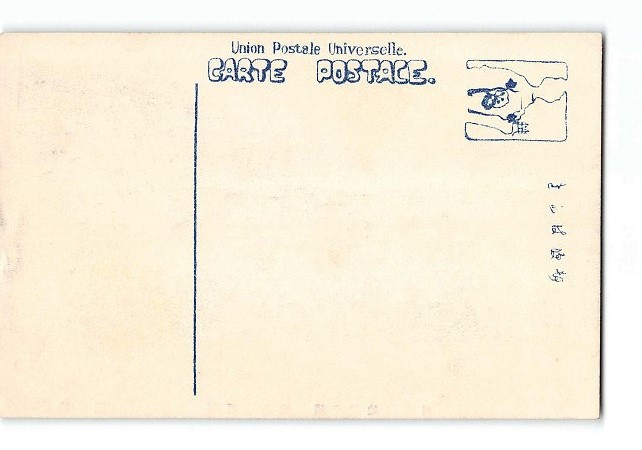 Union Postale Universelle.
CARTE POSTALE.